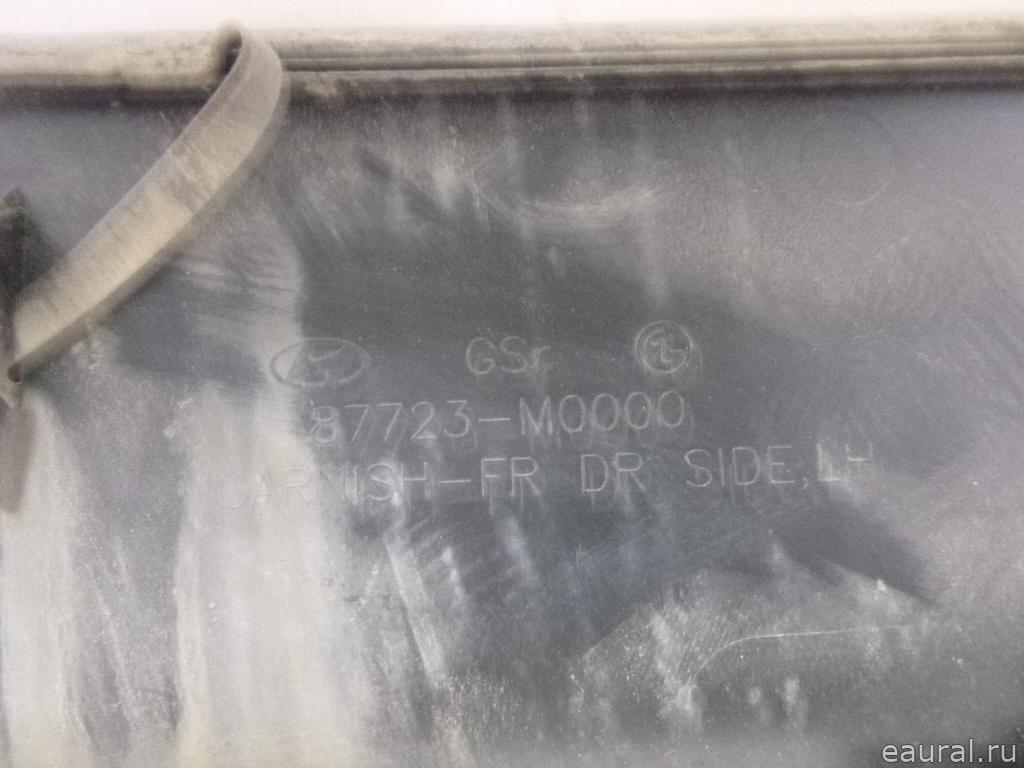 GSr
87723-M0000
GARNISH-FR DR SIDE, LH
eaural.ru